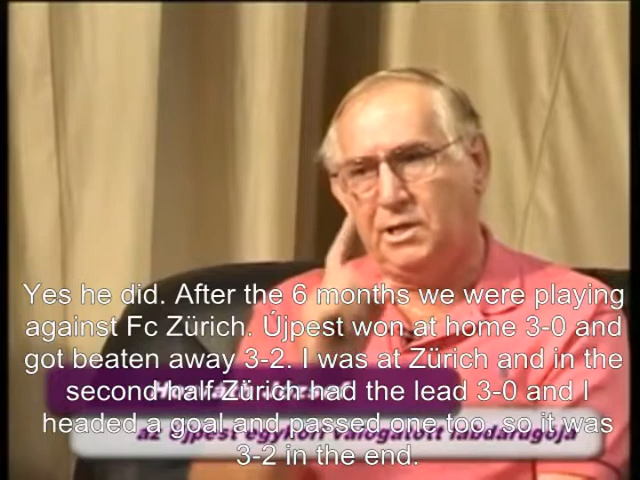 Yes he did. After the 6 months we were playing
against Fc Zürich. Újpest won at home 3-0 and
got beaten away 3-2. I was at Zürich and in the
second half Zürich had the lead 3-0 and I
headed a goal and passed one too, so it was
3-2 in the end.
az Újpest egykori válogatott labdarúgója